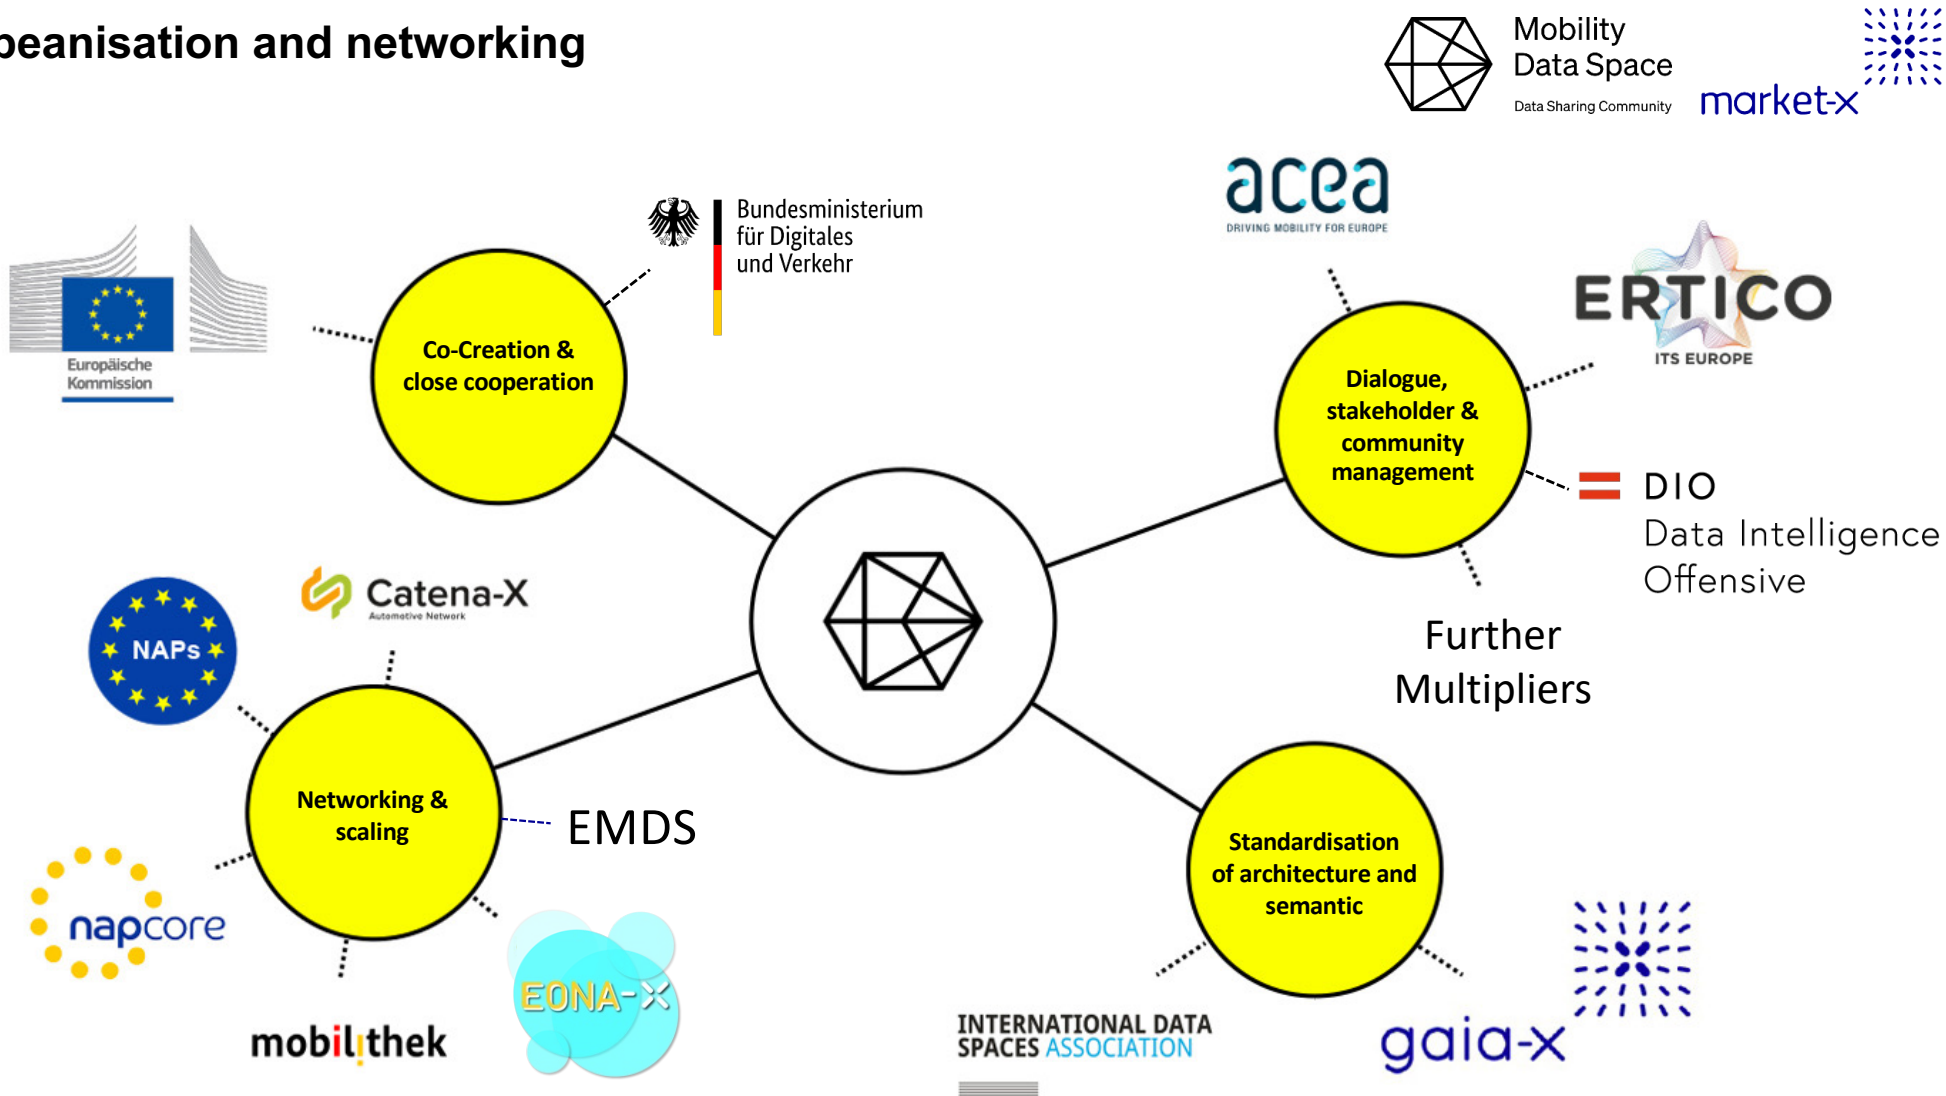 peanisation and networking
Mobility
Data Space
Data Sharing Community
market-x
acea
DRIVING MOBILITY FOR EUROPE
Bundesministerium
für Digitales
und Verkehr
Europäische
Kommission
Co-Creation &
close cooperation
ERTICO
ITS EUROPE
Dialogue,
stakeholder &
community
management
DIO
Data Intelligence
Offensive
Further
Multipliers
Catena-X
Automotive Network
NAPs
Networking &
scaling
EMDS
napcore
mobilithek
EONA-X
Standardisation
of architecture and
semantic
INTERNATIONAL DATA
SPACES ASSOCIATION
gaia-x